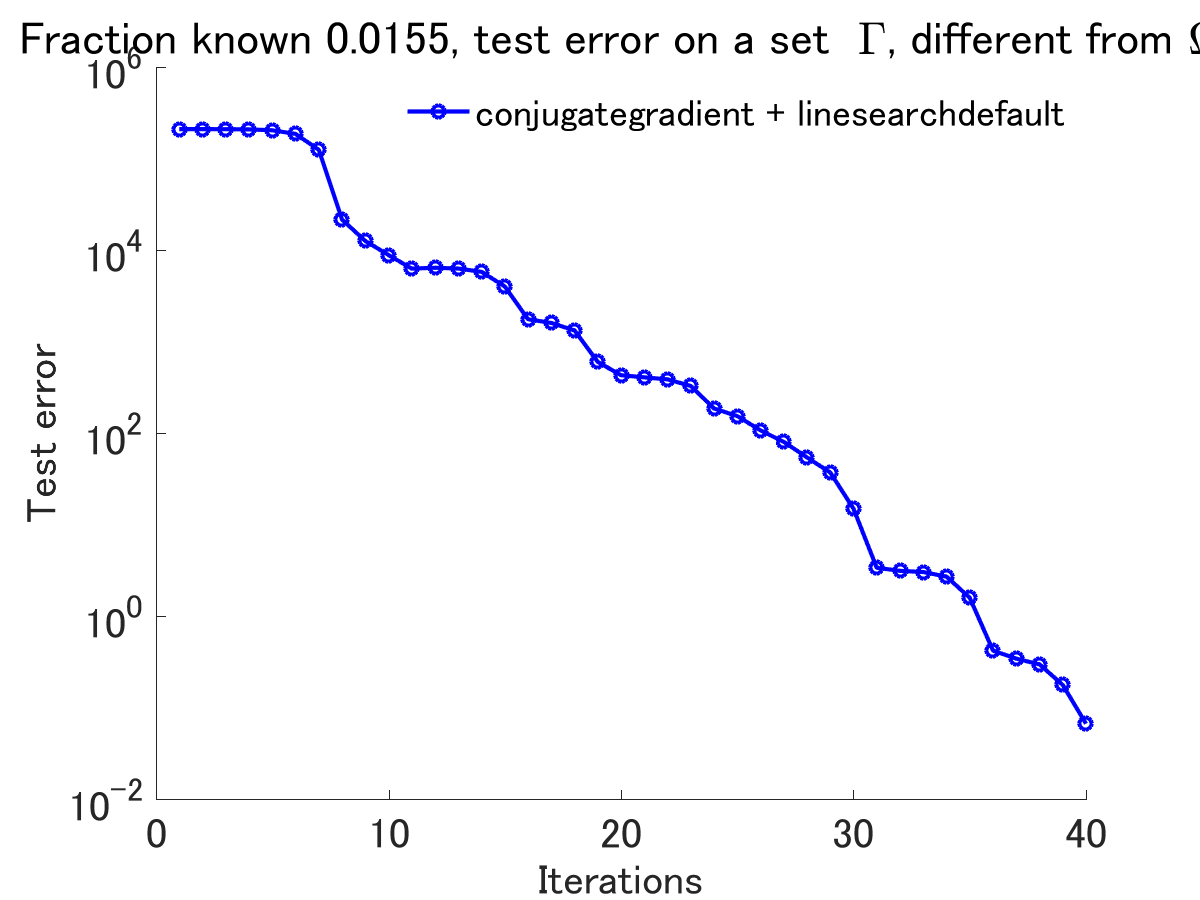 Fraction known 0.0155, test error on a set Γ, different from
conjugategradient + linesearchdefault
10^6
10^4
10^2
10^0
10^-2
Test error
0 10 20 30 40
Iterations